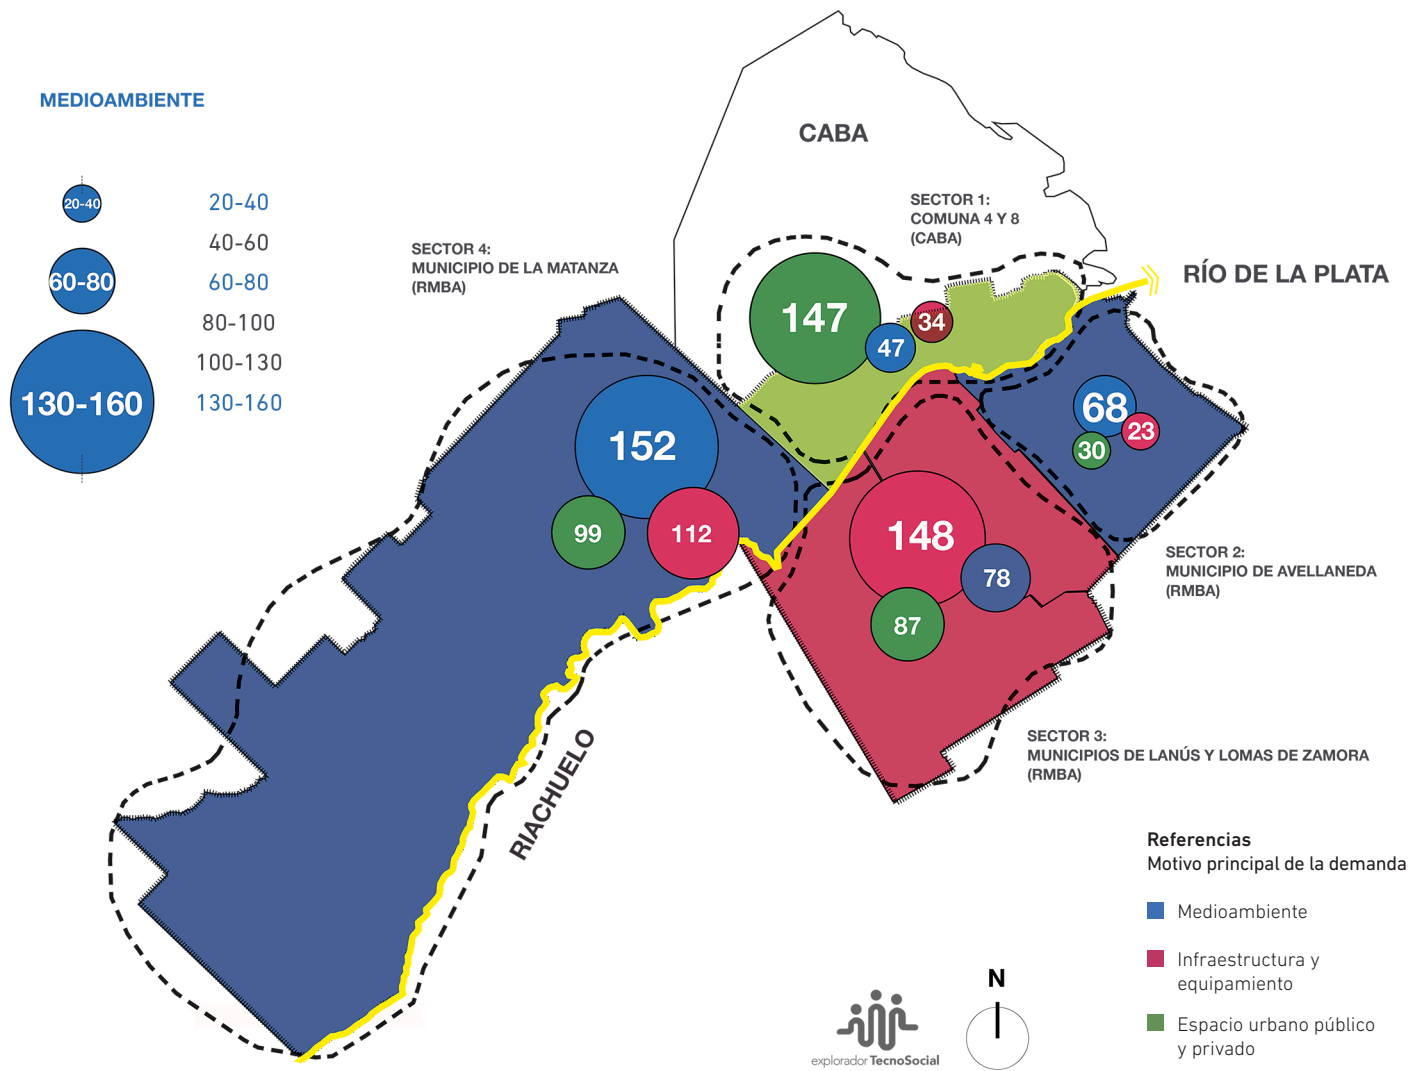 MEDIOAMBIENTE
20-40
60-80
130-160
20-40
40-60
60-80
80-100
100-130
130-160
CABA
SECTOR 1:
COMUNA 4 Y 8
(CABA)
SECTOR 4:
MUNICIPIO DE LA MATANZA
(RMBA)
RÍO DE LA PLATA
147
47
34
68
23
30
152
99
112
148
78
87
SECTOR 2:
MUNICIPIO DE AVELLANEDA
(RMBA)
SECTOR 3:
MUNICIPIOS DE LANÚS Y LOMAS DE ZAMORA
(RMBA)
RIACHUELO
Referencias
Motivo principal de la demanda
Medioambiente
Infraestructura y
equipamiento
Espacio urbano público
y privado
N
explorador TecnoSocial